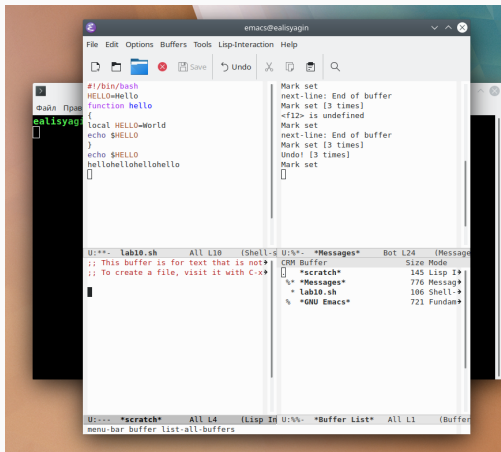 emacs@ealisyagin
File Edit Options Buffers Tools Lisp-Interaction Help
Save Undo
Файл Прав
ealisyagi
#!/bin/bash
HELLO=Hello
function hello
{
local HELLO=World
echo $HELLO
}
echo $HELLO
hellohellohellohello
U:**- lab10.sh All L10 (Shell-s
Mark set
next-line: End of buffer
Mark set [3 times]
<f12> is undefined
Mark set
next-line: End of buffer
Mark set [3 times]
Undo! [3 times]
Mark set
U:%*- *Messages* Bot L24 (Message
;; This buffer is for text that is not
;; To create a file, visit it with C-x
U:--- *scratch* All L4 (Lisp In
CRM Buffer Size Mode
. *scratch* 145 Lisp I
%* *Messages* 776 Messag
* lab10.sh 106 Shell-
% *GNU Emacs* 721 Fundam
U:%%- *Buffer List* All L1 (Buffer
menu-bar buffer list-all-buffers